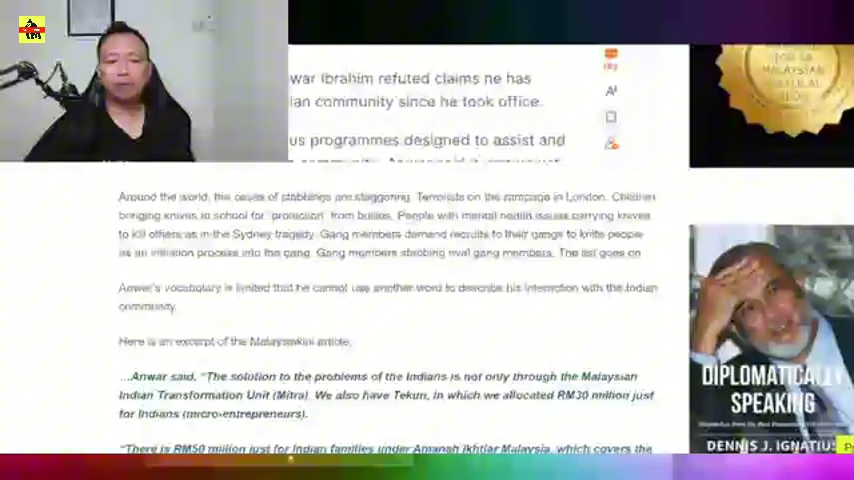 war Ibrahim refuted claims he has
ian community since he took office.
us programmes designed to assist and
Around the world, the cases of stabbings are staggering. Terrorists on the rampage in London. Children
bringing knives to school for "protection" from bullies. People with mental health issues carrying knives
to kill others as in the Sydney tragedy. Gang members demand recruits to their gangs to knife people
as an initiation process into the gang. Gang members stabbing rival gang members. The list goes on
Anwar's vocabulary is limited that he cannot use another word to describe his interaction with the Indian
community.
Here is an excerpt of the Malaysiakini article;
...Anwar said, "The solution to the problems of the Indians is not only through the Malaysian
Indian Transformation Unit (Mitra). We also have Tekun, in which we allocated RM30 million just
for Indians (micro-entrepreneurs).
"There is RM50 million just for Indian families under Amanah Ikhtiar Malaysia, which covers the
MALAYSIAN
DIPLOMATICALLY
SPEAKING
DENNIS J. IGNATIUS